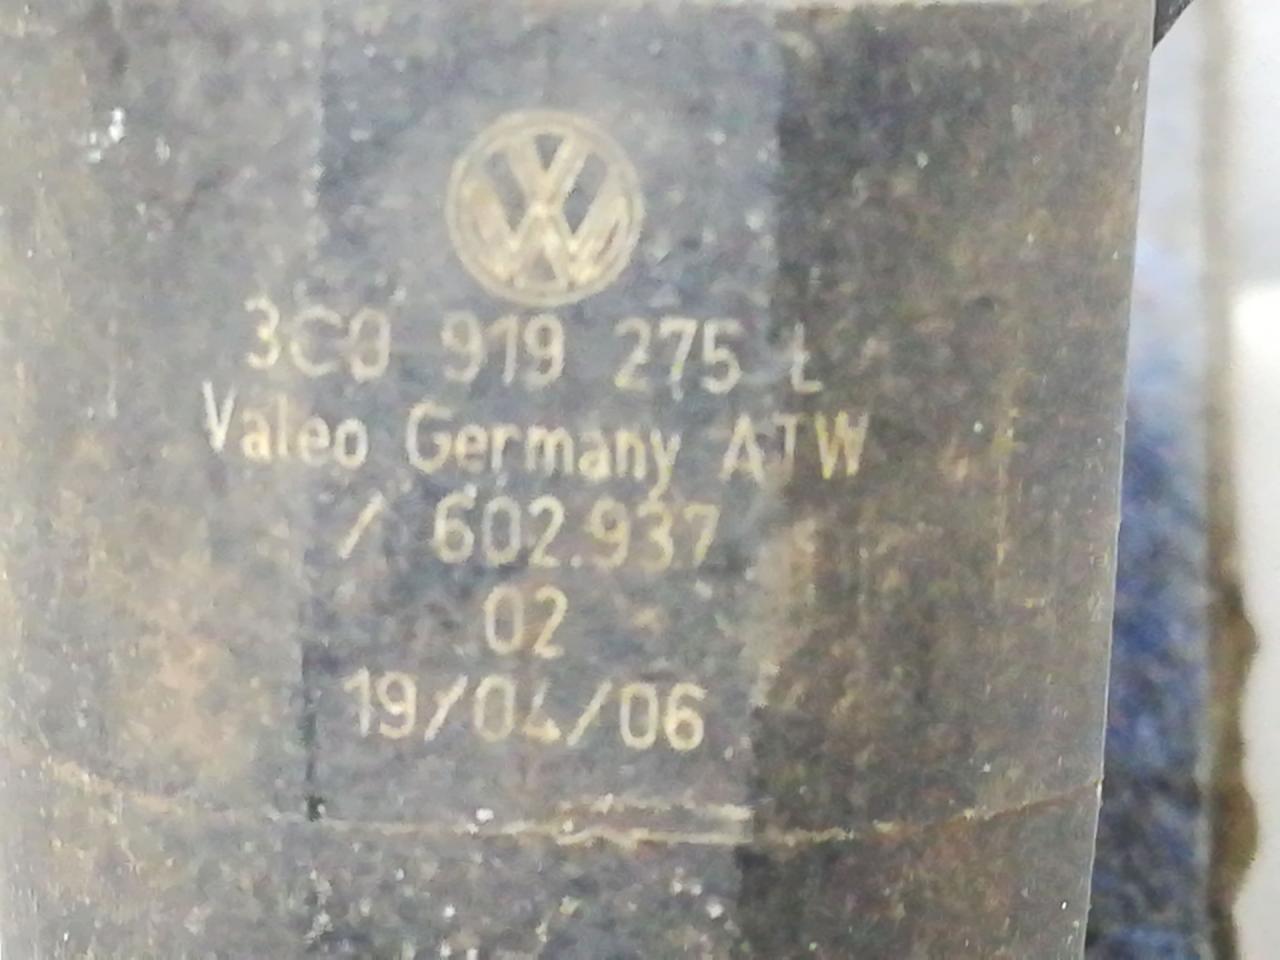 3C0 919 275 L
Valeo Germany ATW
/ 602.937
02
19/04/06